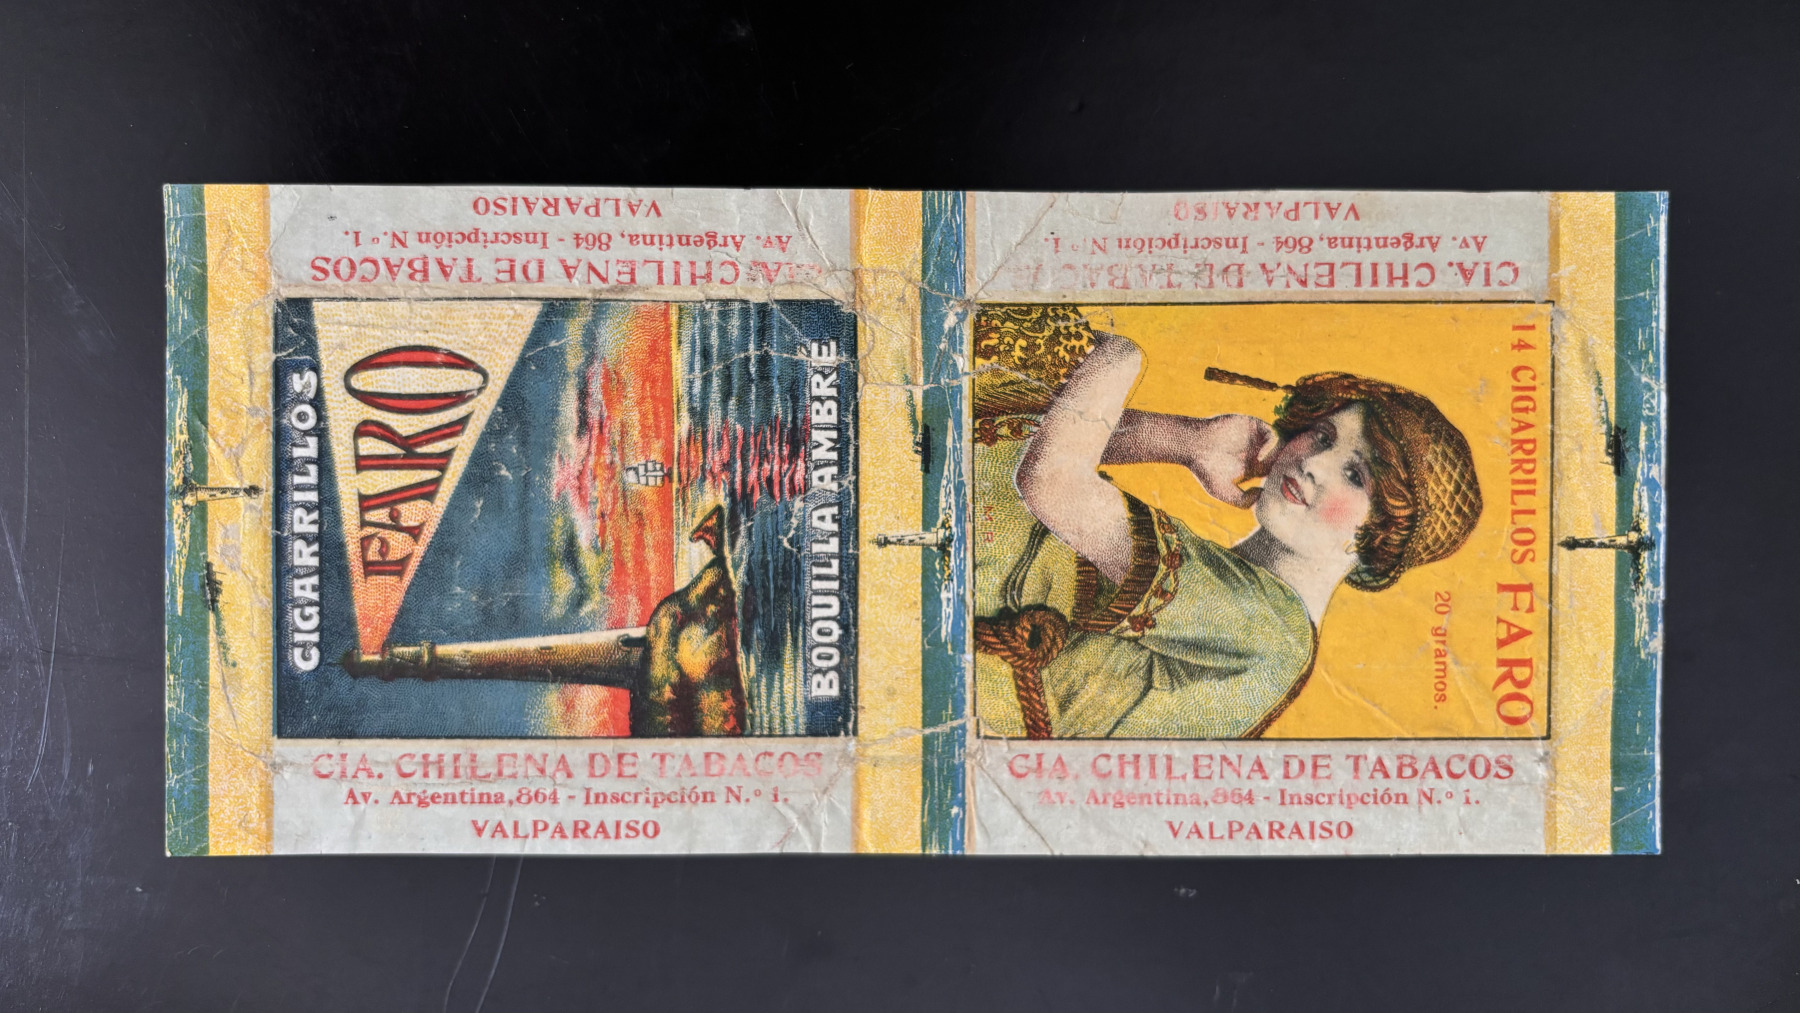 VALPARAISO
Av. Argentina, 864 - Inscripción N.º 1.
CIA. CHILENA DE TABACOS
CIGARRILLOS
FARO
BOQUILLA AMBRÉ
CIA. CHILENA DE TABACOS
Av. Argentina, 864 - Inscripción N.º 1.
VALPARAISO
VALPARAISO
Av. Argentina, 864 - Inscripción N.º 1.
CIA. CHILENA DE TABACOS
14 CIGARRILLOS FARO
20 gramos.
CIA. CHILENA DE TABACOS
Av. Argentina, 864 - Inscripción N.º 1.
VALPARAISO